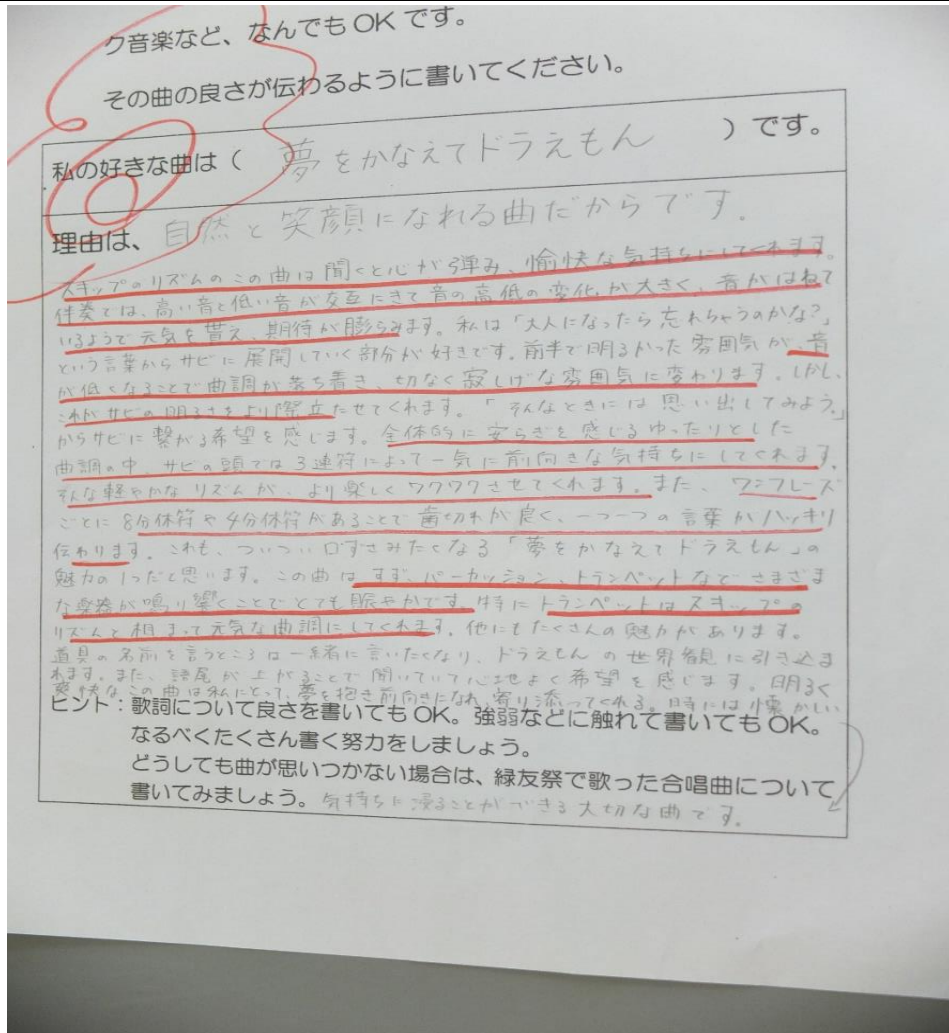 ク音楽など、なんでもOKです。
その曲の良さが伝わるように書いてください。
私の好きな曲は（ 夢をかなえてドラえもん ）です。
理由は、自然と笑顔になれる曲だからです。
スキップのリズムのこの曲は聞くと心が弾み、愉快な気持ちにしてくれます。
伴奏では、高い音と低い音が交互にきて音の高低の変化が大きく、音がはねて
いるようで元気を貰え、期待が膨らみます。私は「大人になったら忘れちゃうのかな?」
という言葉からサビに展開していく部分が好きです。前半で明るかった雰囲気が、音
が低くなることで曲調が落ち着き、切なく寂しげな雰囲気に変わります。しかし、
これがサビの明るさをより際立たせてくれます。「そんなときには思い出してみよう。」
からサビに繋がる希望を感じます。全体的に安らぎを感じるゆったりとした
曲調の中、サビの頭では3連符によって一気に前向きな気持ちにしてくれます。
そんな軽やかなリズムが、より楽しくワクワクさせてくれます。また、ワンフレーズ
ごとに8分休符や4分休符があることで歯切れが良く、一つ一つの言葉がハッキリ
伝わります。これも、ついつい口ずさみたくなる「夢をかなえてドラえもん」の
魅力の1つだと思います。この曲はすず、パーカッション、トランペットなどさまざま
な楽器が鳴り響くことでとても賑やかです。特にトランペットはスキップの
リズムと相まって元気な曲調にしてくれます。他にもたくさんの魅力があります。
道具の名前を言うところは一緒に言いたくなり、ドラえもんの世界観に引き込ま
れます。また、語尾が上がることで聞いていて心地よく希望を感じます。明るく
愉快なこの曲は私にとって、夢を抱き前向きになれ、寄り添ってくれる。時には懐かしい
ヒント：歌詞について良さを書いてもOK。強弱などに触れて書いてもOK。
なるべくたくさん書く努力をしましょう。
どうしても曲が思いつかない場合は、緑友祭で歌った合唱曲について
書いてみましょう。気持ちに浸ることができる大切な曲です。